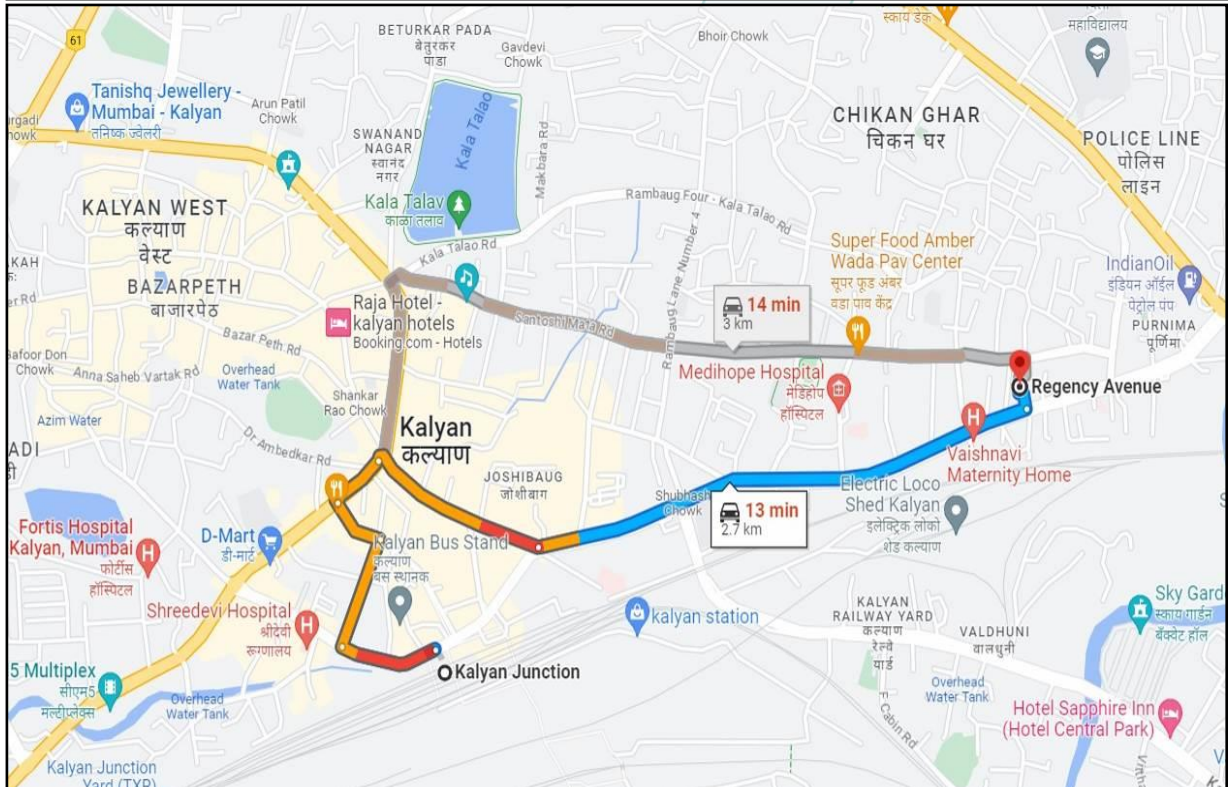 स्काय डेक
महाविद्यालय
61
BETURKAR PADA
बेतुरकर
पाडा
Gavdevi
Chowk
Bhoir Chowk
Tanishq Jewellery -
Mumbai - Kalyan
तनिष्क ज्वेलरी
Arun Patil
Chowk
SWANAND
NAGAR
स्वानंद
नगर
Kala Talao
Makbara Rd
CHIKAN GHAR
चिकन घर
POLICE LINE
पोलिस
लाइन
KALYAN WEST
कल्याण
वेस्ट
Kala Talav
काळा तलाव
Rambaug Four - Kala Talao Rd
Kala Talao Rd
Rambaug Lane Number 4
Super Food Amber
Wada Pav Center
सूपर फूड अंबर
वडा पाव केंद्र
IndianOil
इंडियन ऑईल
पेट्रोल पंप
BAZARPETH
बाजारपेठ
Raja Hotel -
kalyan hotels
Booking.com - Hotels
14 min
3 km
Santoshi Mata Rd
PURNIMA
पूर्णिमा
Bazar Peth Rd
Gafoor Don
Chowk
Anna Saheb Vartak Rd
Overhead
Water Tank
Medihope Hospital
मेडिहोप
हॉस्पिटल
Regency Avenue
Shankar
Rao Chowk
Azim Water
Kalyan
कल्याण
Vaishnavi
Maternity Home
Dr Ambedkar Rd
JOSHIBAUG
जोशीबाग
Shubhash
Chowk
Electric Loco
Shed Kalyan
इलेक्ट्रिक लोको
शेड कल्याण
13 min
2.7 km
Fortis Hospital
Kalyan, Mumbai
फोर्टीस
हॉस्पिटल
D-Mart
डी-मार्ट
Kalyan Bus Stand
कल्याण
बस स्थानक
Shreedevi Hospital
श्रीदेवी
रूग्णालय
kalyan station
KALYAN
RAILWAY YARD
कल्याण
रेल्वे
यार्ड
VALDHUNI
वालधुनी
Sky Gard
स्काय गार्डन
बँक्वेट हॉल
5 Multiplex
सीएम5
मल्टीप्लेक्स
Kalyan Junction
Overhead
Water Tank
Overhead
Water Tank
F Cabin Rd
Hotel Sapphire Inn
(Hotel Central Park)
Kalyan Junction
Yard (TXP)